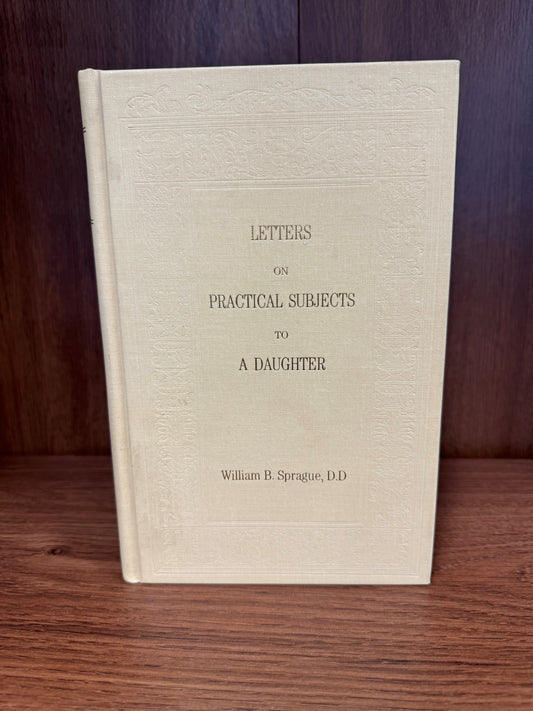 LETTERS
ON
PRACTICAL SUBJECTS
TO
A DAUGHTER
William B. Sprague, D.D